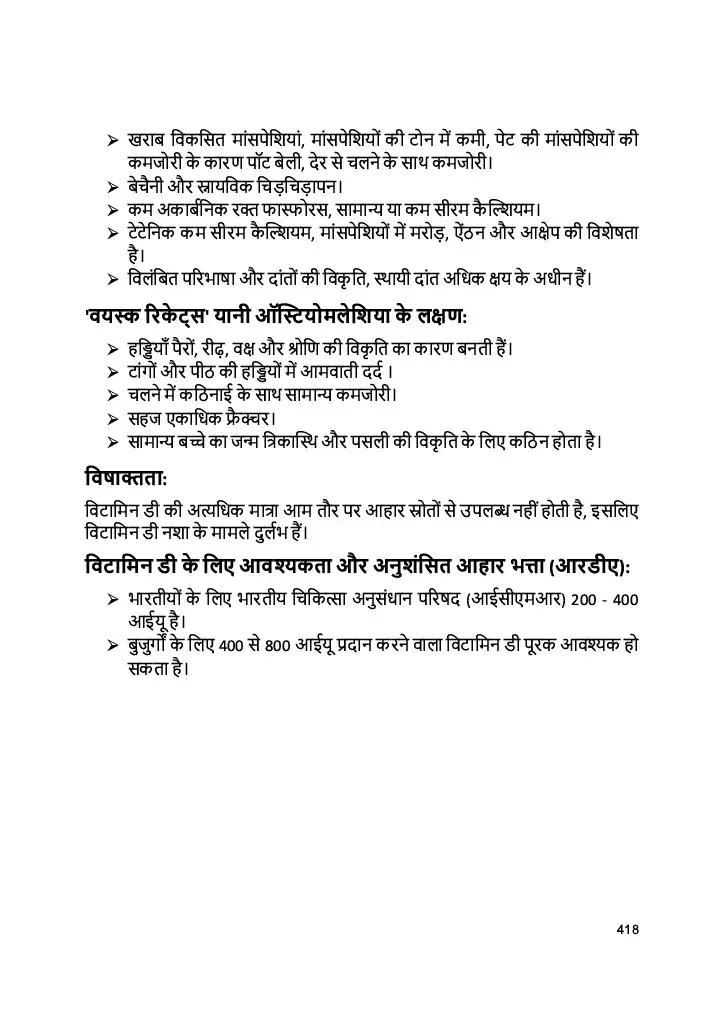 ➢ खराब विकसित मांसपेशियां, मांसपेशियों की टोन में कमी, पेट की मांसपेशियों की
कमजोरी के कारण पॉट बेली, देर से चलने के साथ कमजोरी।
➢ बेचैनी और स्नायविक चिड़चिड़ापन।
➢ कम अकार्बनिक रक्त फास्फोरस, सामान्य या कम सीरम कैल्शियम।
➢ टेटेनिक कम सीरम कैल्शियम, मांसपेशियों में मरोड़, ऐंठन और आक्षेप की विशेषता
है।
➢ विलंबित परिभाषा और दांतों की विकृति, स्थायी दांत अधिक क्षय के अधीन हैं।
'वयस्क रिकेट्स' यानी ऑस्टियोमलेशिया के लक्षण:
➢ हड्डियाँ पैरों, रीढ़, वक्ष और श्रोणि की विकृति का कारण बनती हैं।
➢ टांगों और पीठ की हड्डियों में आमवाती दर्द ।
➢ चलने में कठिनाई के साथ सामान्य कमजोरी।
➢ सहज एकाधिक फ्रैक्चर।
➢ सामान्य बच्चे का जन्म त्रिकास्थि और पसली की विकृति के लिए कठिन होता है।
विषाक्तता:
विटामिन डी की अत्यधिक मात्रा आम तौर पर आहार स्रोतों से उपलब्ध नहीं होती है, इसलिए
विटामिन डी नशा के मामले दुर्लभ हैं।
विटामिन डी के लिए आवश्यकता और अनुशंसित आहार भत्ता (आरडीए):
➢ भारतीयों के लिए भारतीय चिकित्सा अनुसंधान परिषद (आईसीएमआर) 200 - 400
आईयू है।
➢ बुजुर्गों के लिए 400 से 800 आईयू प्रदान करने वाला विटामिन डी पूरक आवश्यक हो
सकता है।
418